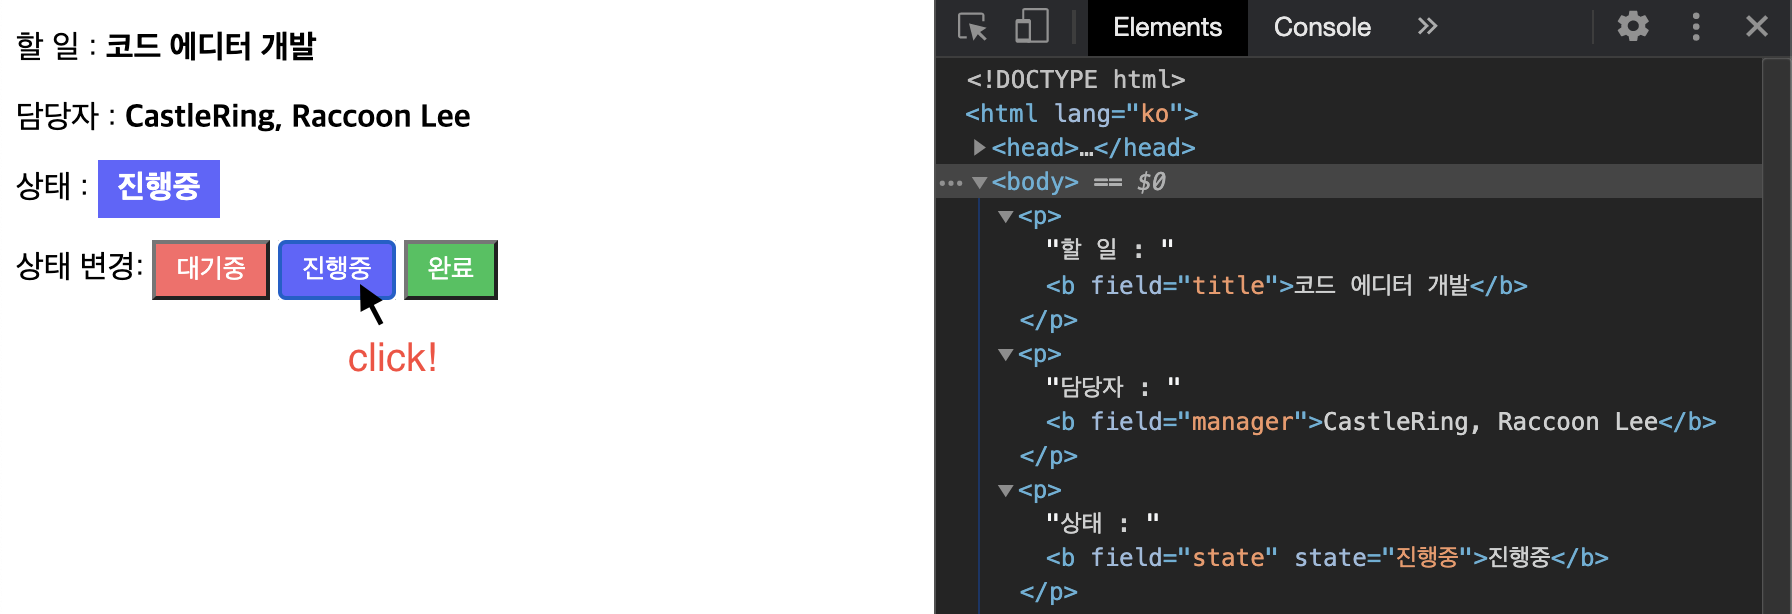 할 일 : 코드 에디터 개발
담당자 : CastleRing, Raccoon Lee
상태 : 진행중
상태 변경: 대기중 진행중 완료
click!
Elements Console »
<!DOCTYPE html>
<html lang="ko">
▶<head>…</head>
…▼<body> == $0
▼<p>
"할 일 : "
<b field="title">코드 에디터 개발</b>
</p>
▼<p>
"담당자 : "
<b field="manager">CastleRing, Raccoon Lee</b>
</p>
▼<p>
"상태 : "
<b field="state" state="진행중">진행중</b>
</p>